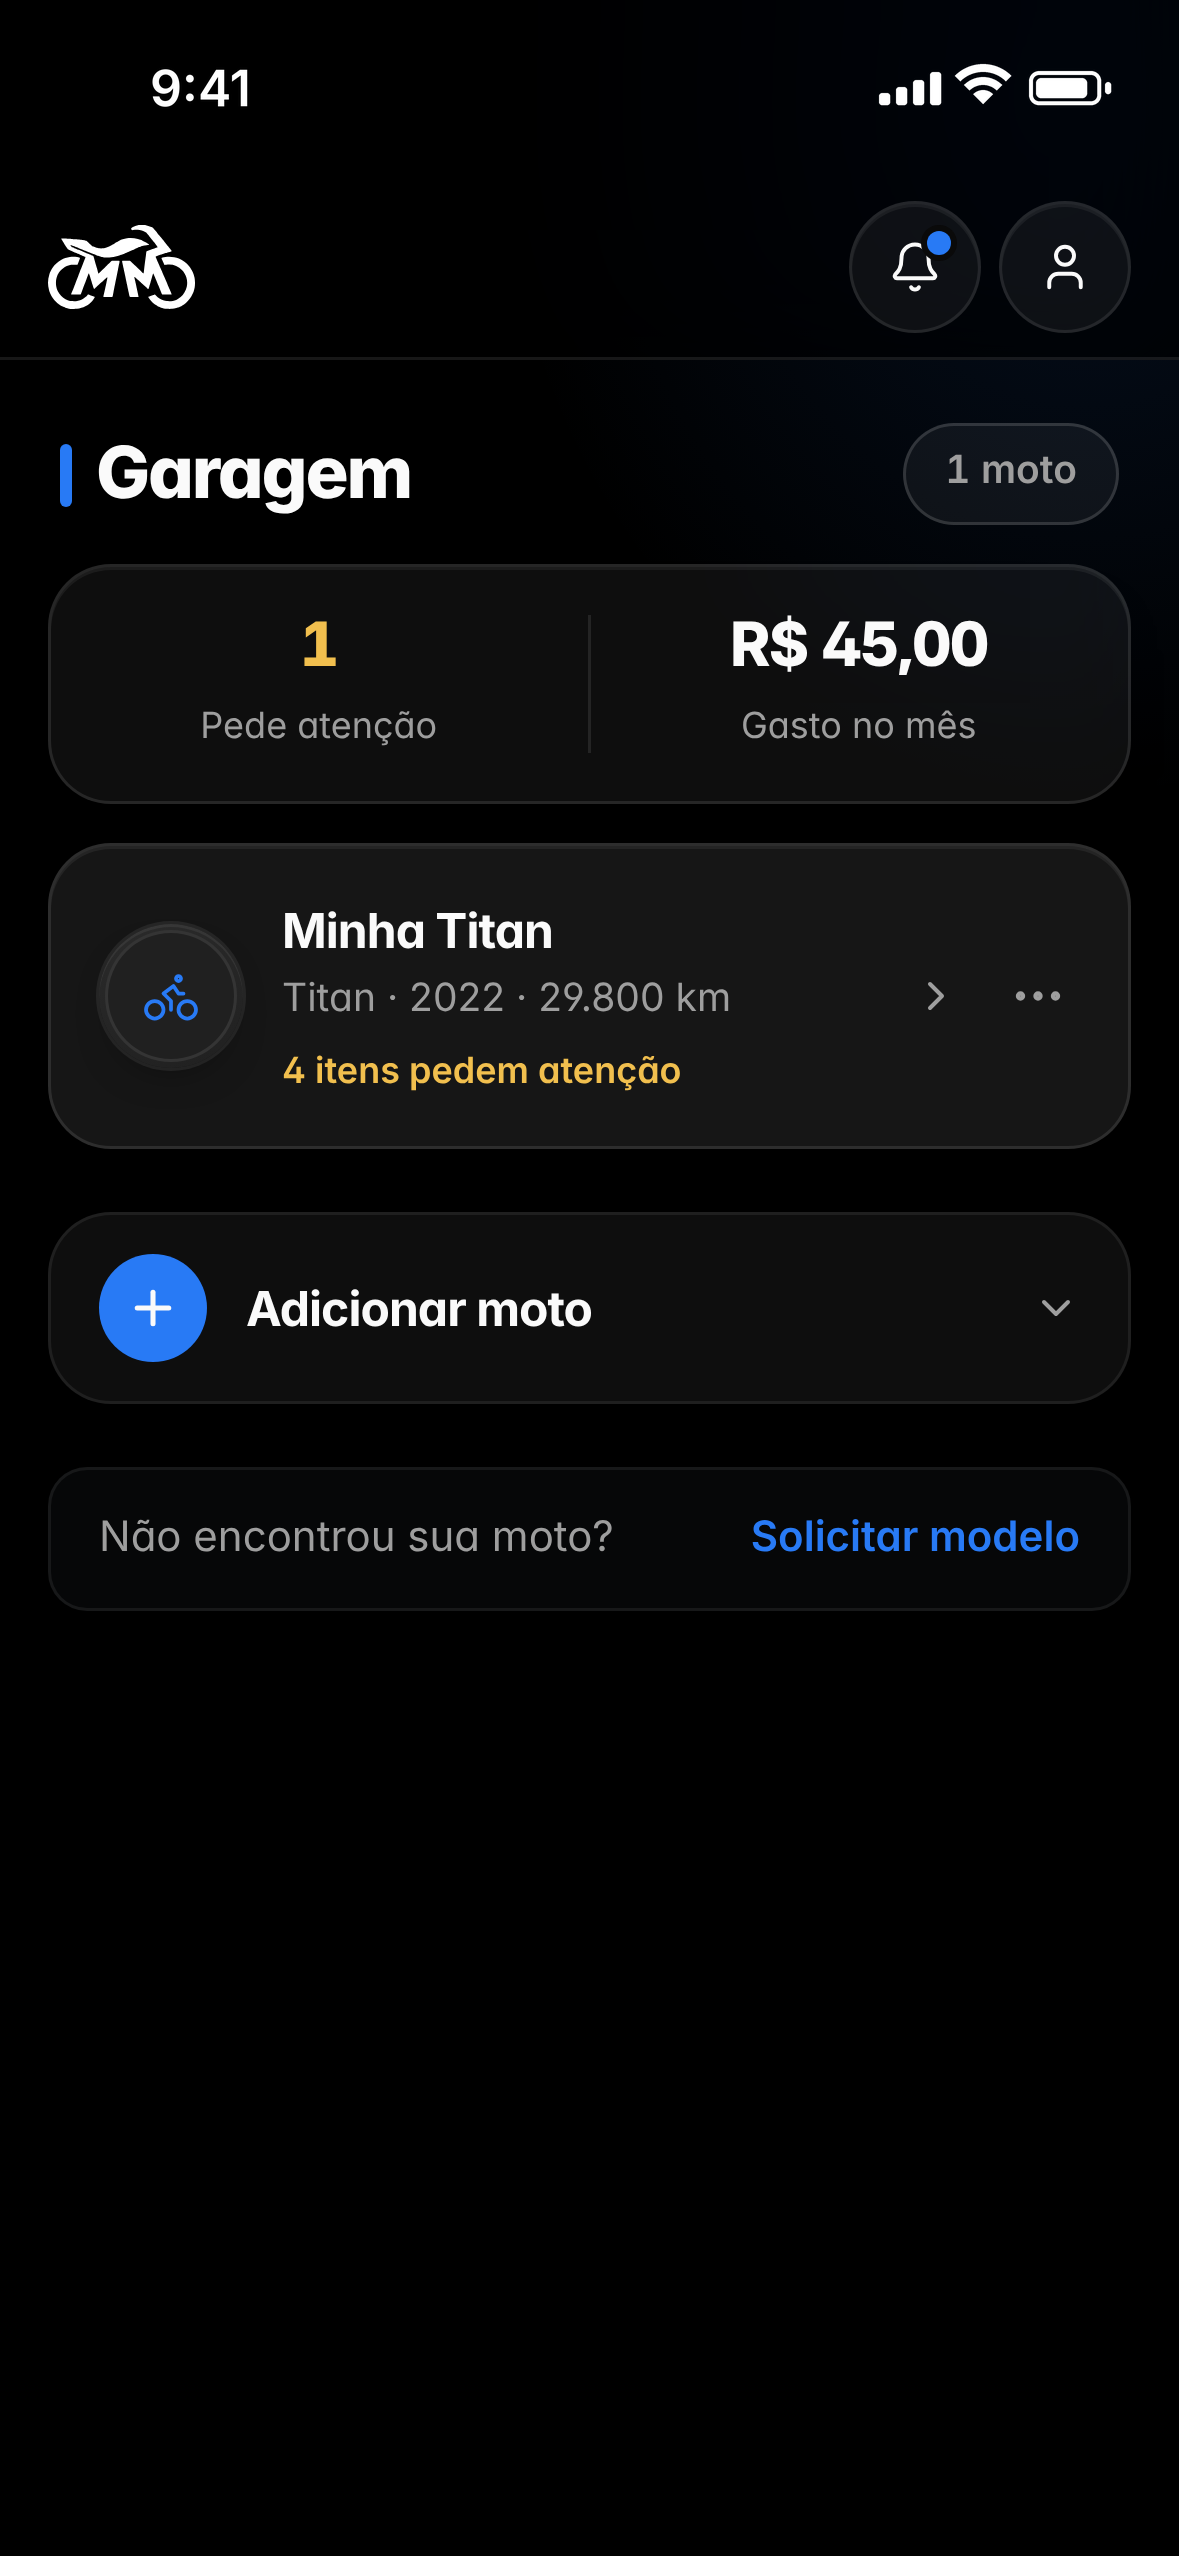 9:41
MM
Garagem
1 moto
1
Pede atenção
R$ 45,00
Gasto no mês
Minha Titan
Titan · 2022 · 29.800 km
4 itens pedem atenção
Adicionar moto
Não encontrou sua moto?
Solicitar modelo